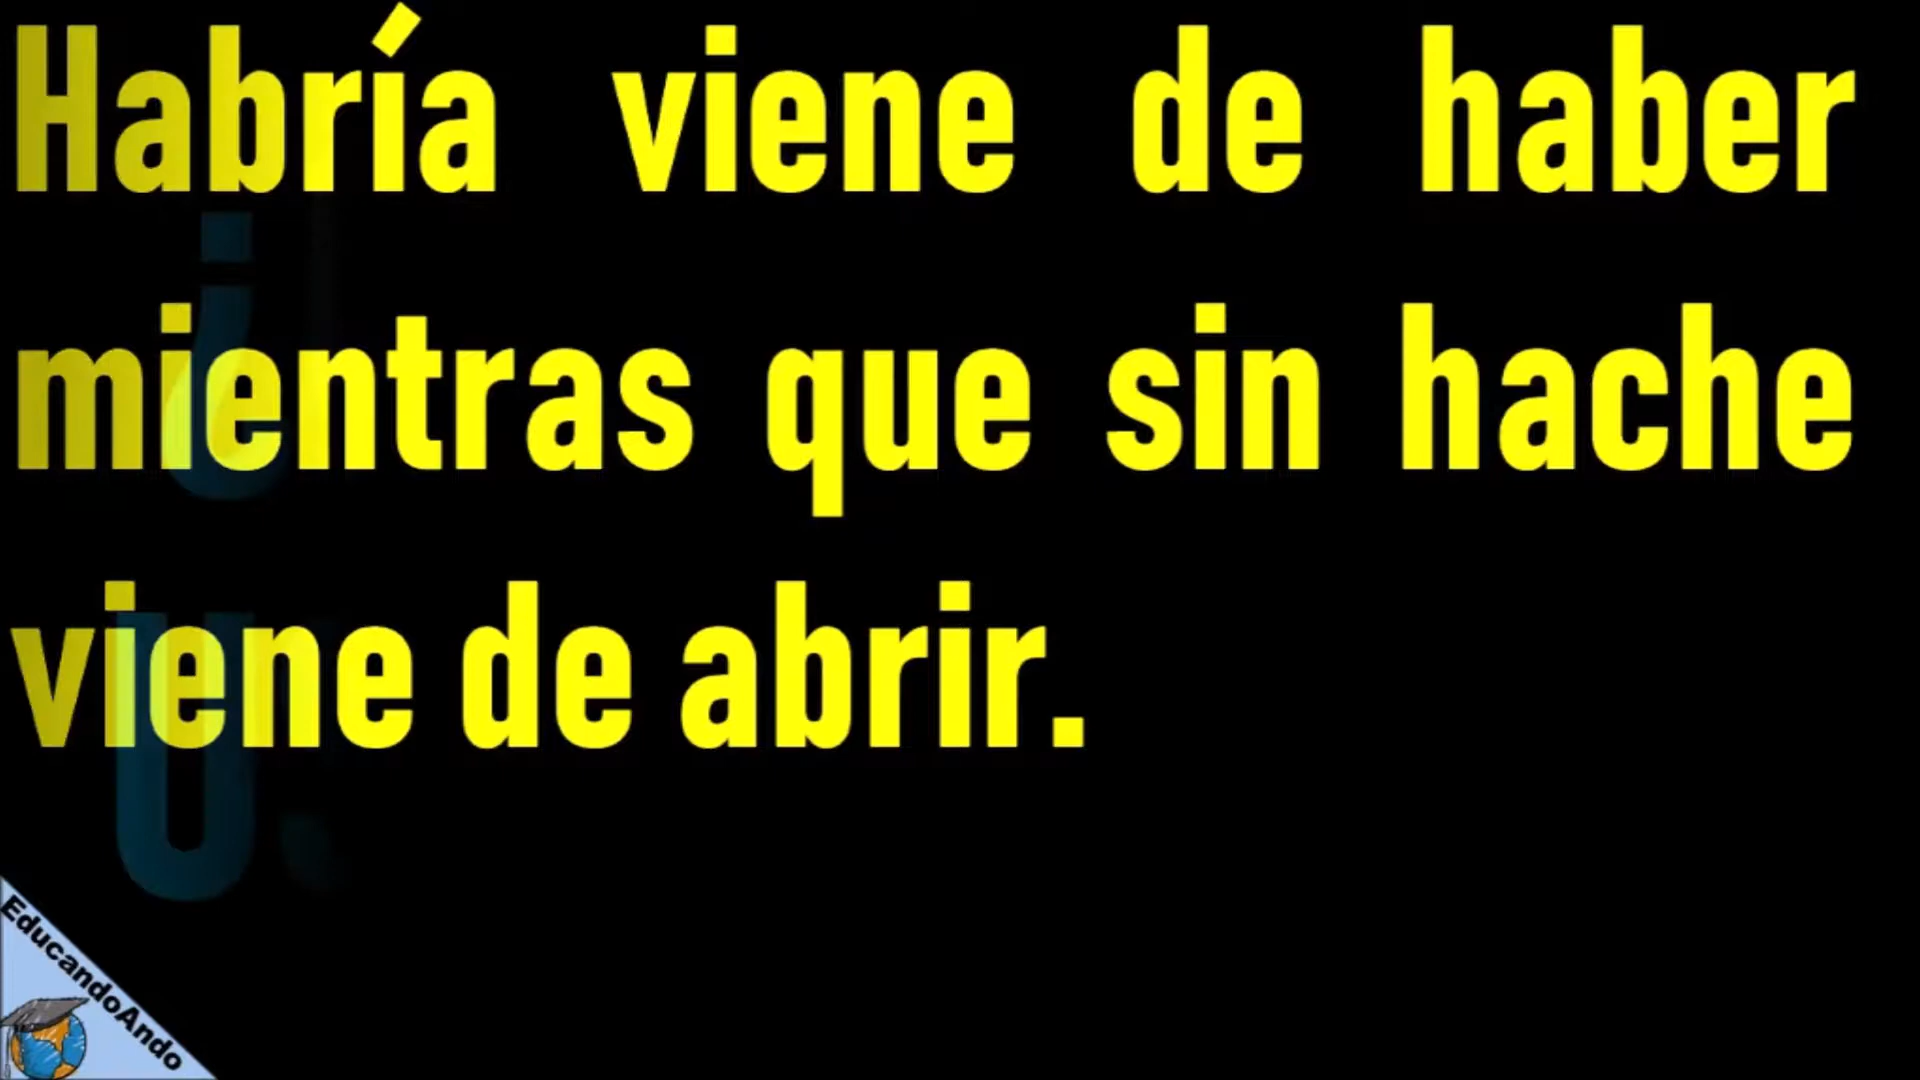 Habría viene de haber
mientras que sin hache
viene de abrir.
EducandoAndo